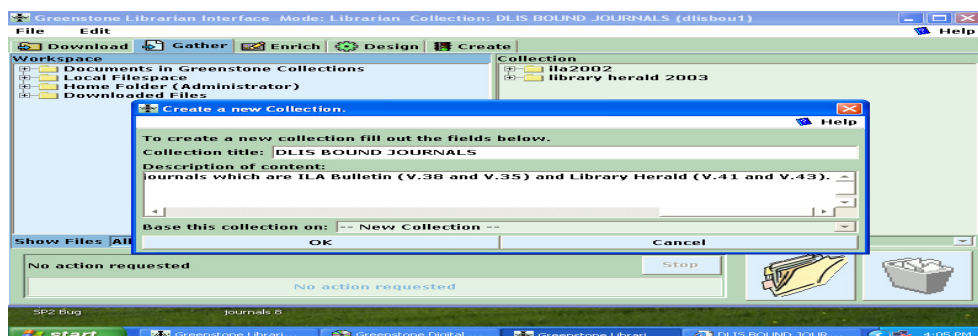 Greenstone Librarian Interface Mode: Librarian Collection: DLIS BOUND JOURNALS (dlisbou1)
File Edit Help
Download Gather Enrich Design Create
Workspace Collection
Documents in Greenstone Collections
Local Filespace
Home Folder (Administrator)
Downloaded Files
ila2002
library herald 2003
Create a new Collection.
Help
To create a new collection fill out the fields below.
Collection title: DLIS BOUND JOURNALS
Description of content:
journals which are ILA Bulletin (V.38 and V.35) and Library Herald (V.41 and V.43).
Base this collection on: -- New Collection --
Show Files All
OK Cancel
No action requested Stop
No action requested
SP2 Bug journals 8
start Greenstone Librari... Greenstone Digital ... Greenstone Librari... DLIS BOUND JOUR... 4:05 PM